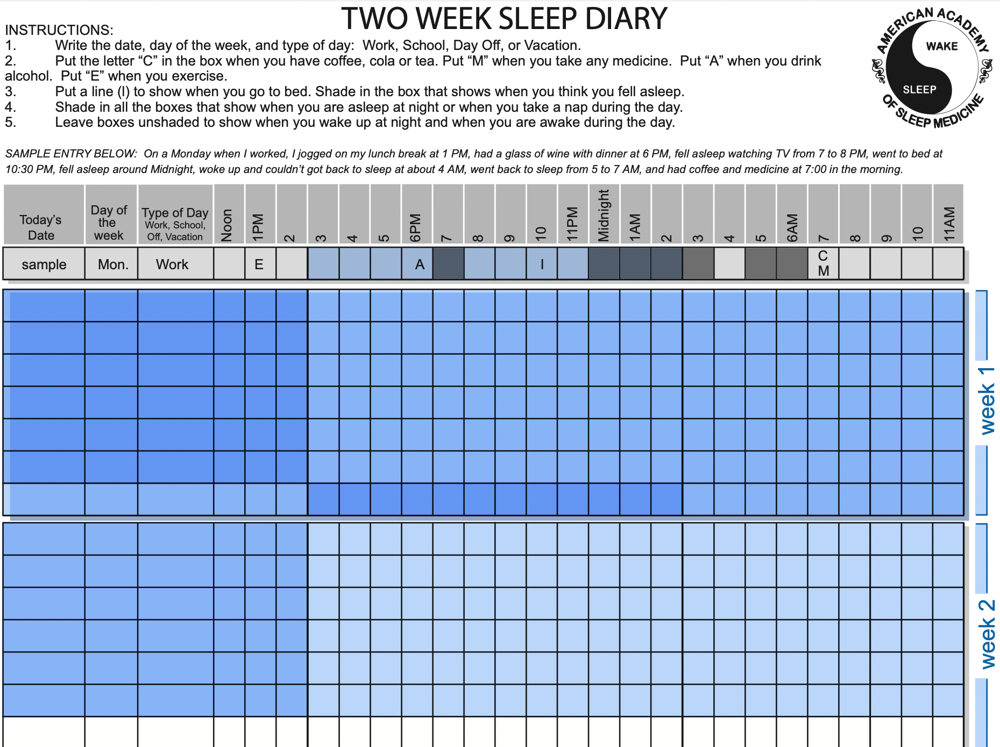 TWO WEEK SLEEP DIARY
AMERICAN ACADEMY
OF SLEEP MEDICINE
WAKE
SLEEP
INSTRUCTIONS:
1. Write the date, day of the week, and type of day:  Work, School, Day Off, or Vacation.
2. Put the letter “C” in the box when you have coffee, cola or tea. Put “M” when you take any medicine.  Put “A” when you drink
alcohol.  Put “E” when you exercise.
3. Put a line (I) to show when you go to bed. Shade in the box that shows when you think you fell asleep.
4. Shade in all the boxes that show when you are asleep at night or when you take a nap during the day.
5. Leave boxes unshaded to show when you wake up at night and when you are awake during the day.
SAMPLE ENTRY BELOW:  On a Monday when I worked, I jogged on my lunch break at 1 PM, had a glass of wine with dinner at 6 PM, fell asleep watching TV from 7 to 8 PM, went to bed at
10:30 PM, fell asleep around Midnight, woke up and couldn’t got back to sleep at about 4 AM, went back to sleep from 5 to 7 AM, and had coffee and medicine at 7:00 in the morning.
Today’s
Date
Day of
the
week
Type of Day
Work, School,
Off, Vacation
Noon
1PM
2
3
4
5
6PM
7
8
9
10
11PM
Midnight
1AM
2
3
4
5
6AM
7
8
9
10
11AM
sample
Mon.
Work
E
A
I
C
M
week 1
week 2